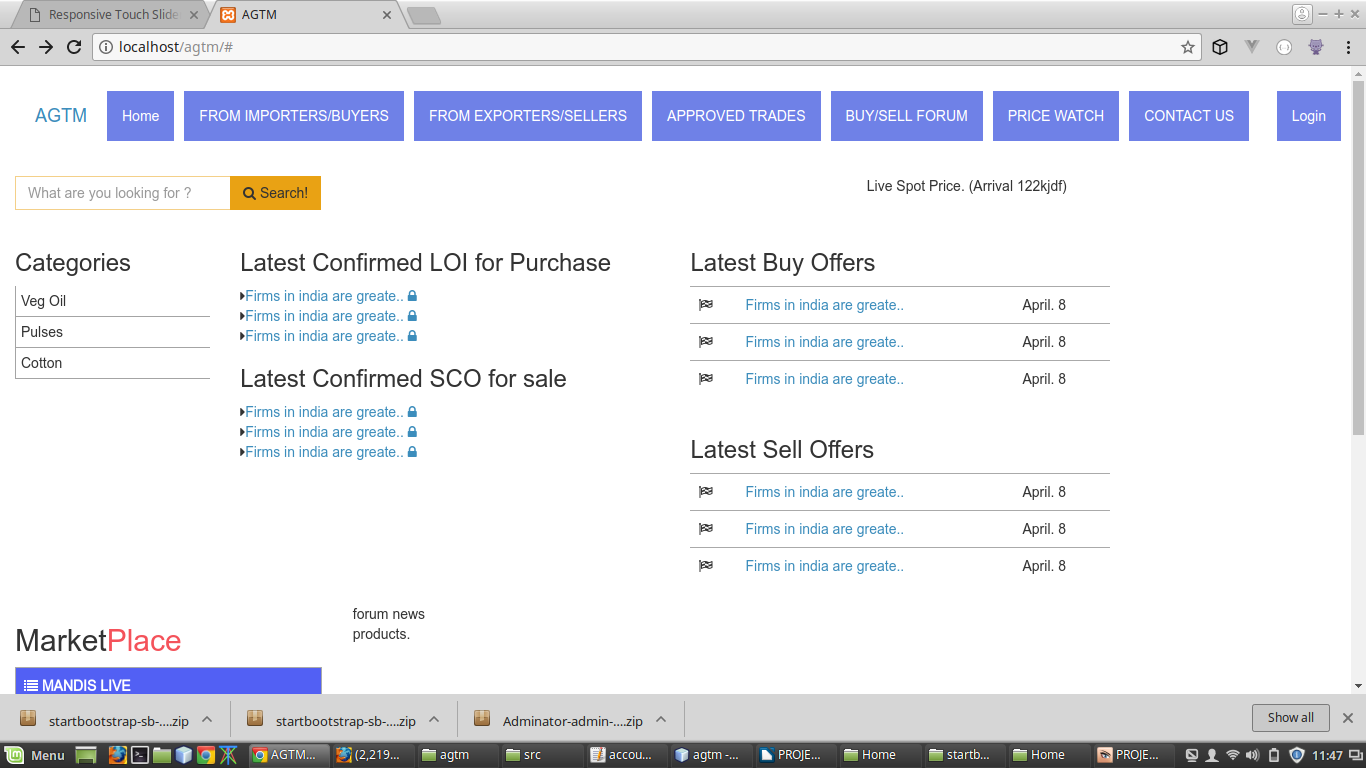 Responsive Touch Slide
AGTM
localhost/agtm/#
AGTM Home FROM IMPORTERS/BUYERS FROM EXPORTERS/SELLERS APPROVED TRADES BUY/SELL FORUM PRICE WATCH CONTACT US Login
What are you looking for ? Search!
Live Spot Price. (Arrival 122kjdf)
Categories
Veg Oil
Pulses
Cotton
Latest Confirmed LOI for Purchase
Firms in india are greate..
Firms in india are greate..
Firms in india are greate..
Latest Confirmed SCO for sale
Firms in india are greate..
Firms in india are greate..
Firms in india are greate..
Latest Buy Offers
Firms in india are greate.. April. 8
Firms in india are greate.. April. 8
Firms in india are greate.. April. 8
Latest Sell Offers
Firms in india are greate.. April. 8
Firms in india are greate.. April. 8
Firms in india are greate.. April. 8
forum news
products.
MarketPlace
MANDIS LIVE
startbootstrap-sb-....zip startbootstrap-sb-....zip Adminator-admin-....zip Show all
Menu AGTM... (2,219... agtm src accou... agtm -... PROJE... Home startb... Home PROJE... 11:47